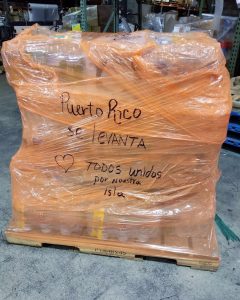 Puerto Rico
se LEVANTA
TODOS unidos
por nuestra
isla